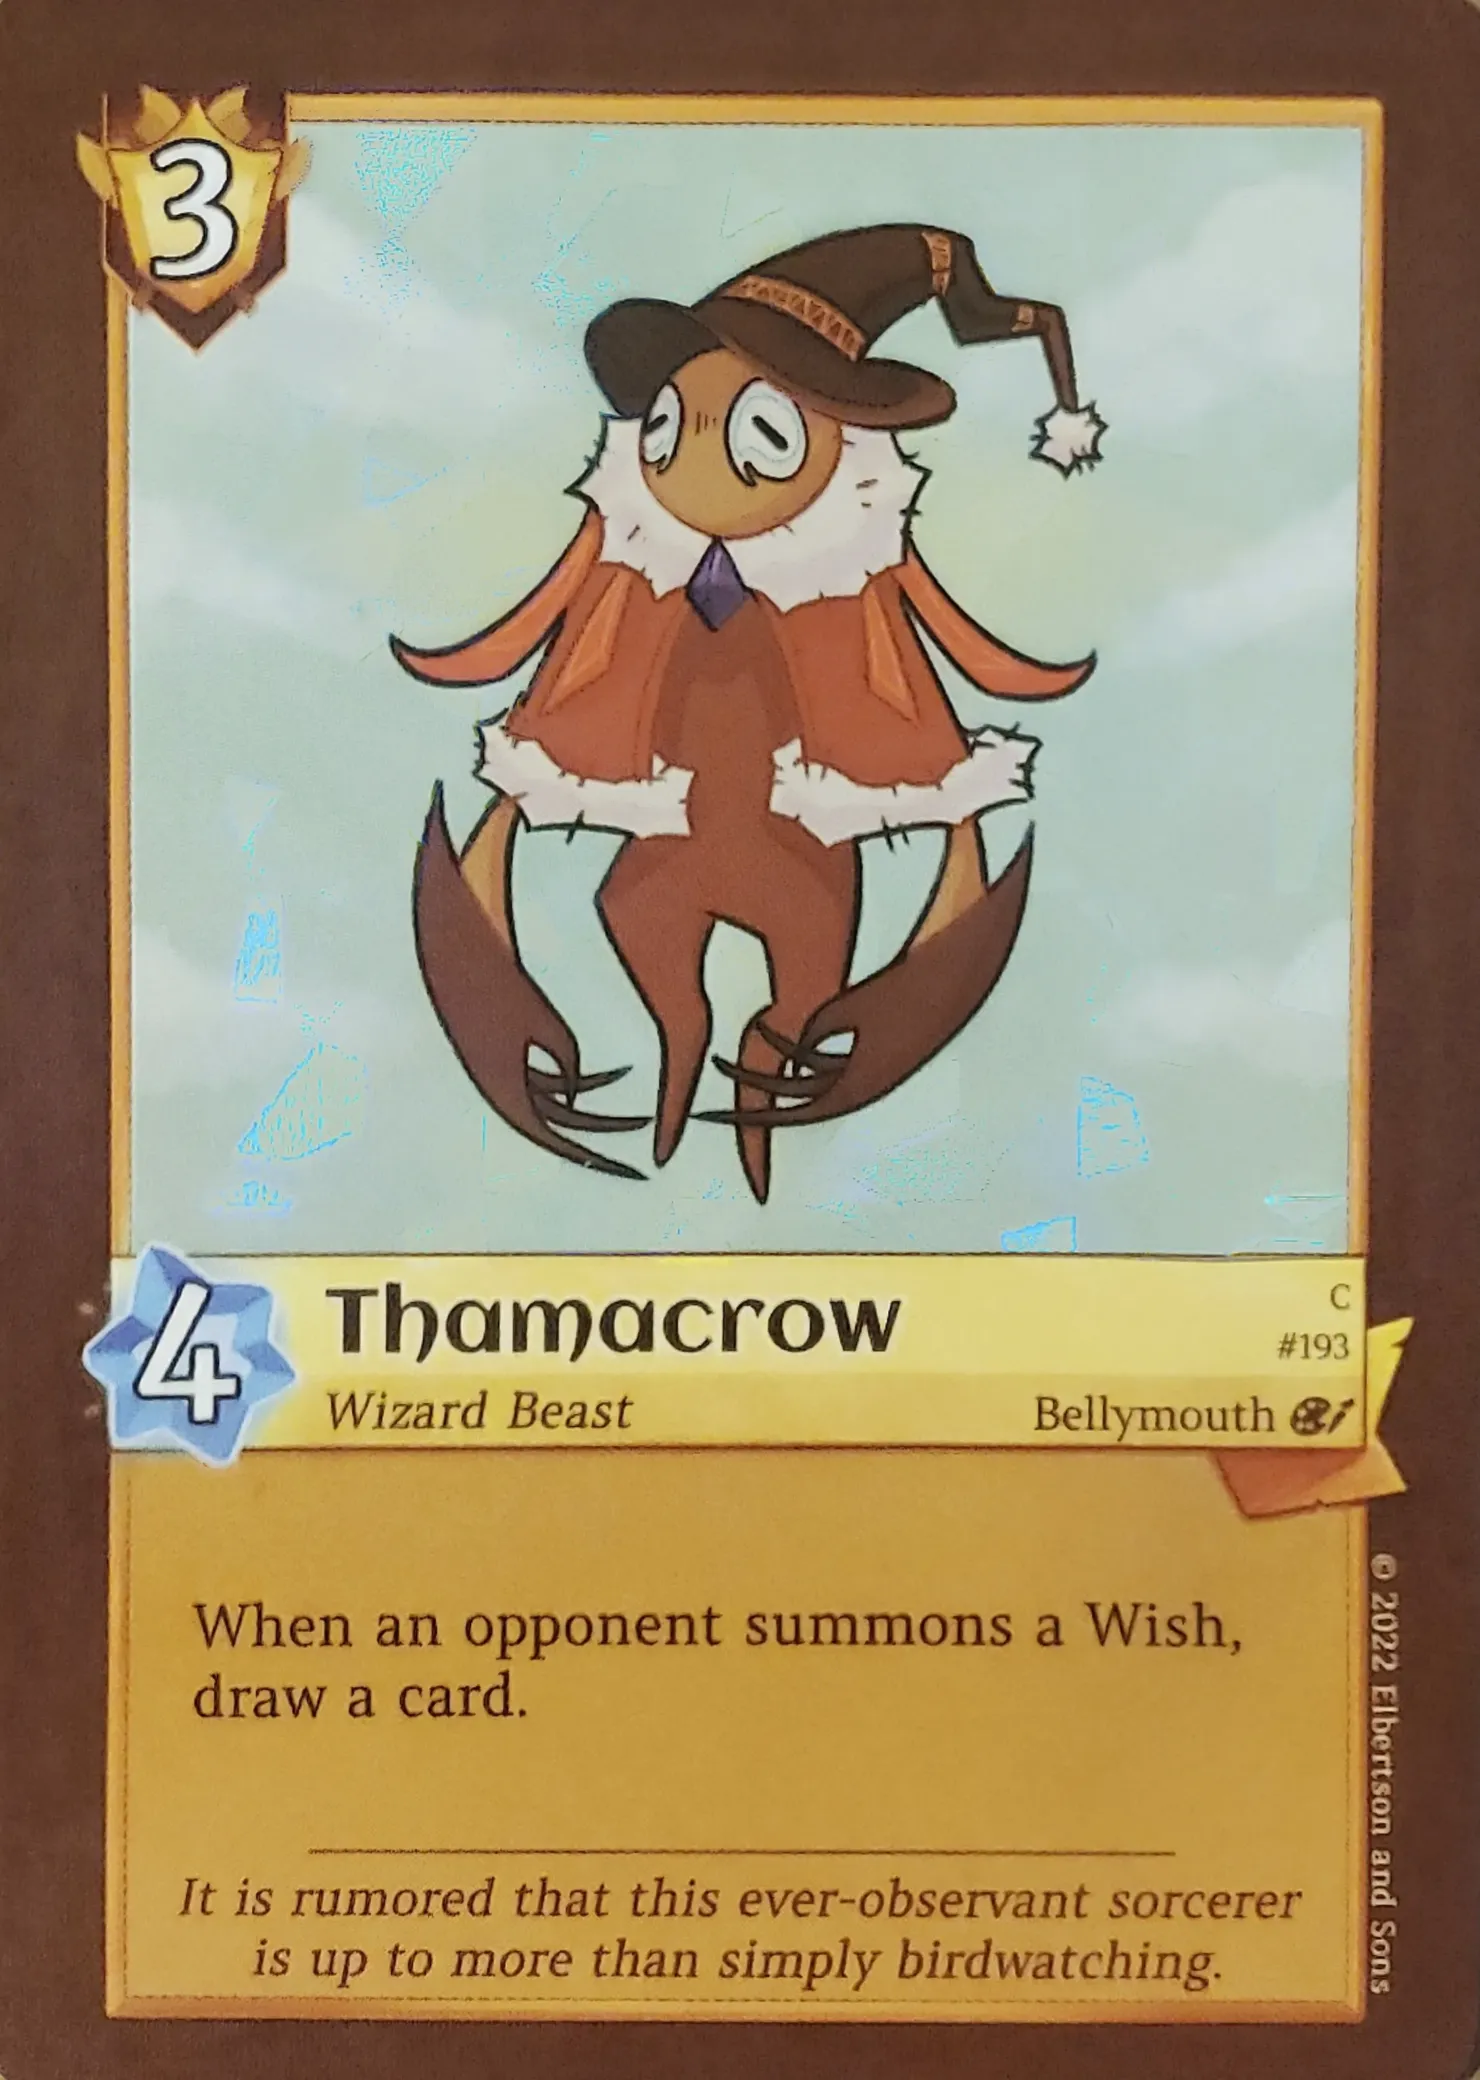 3
4
Thamacrow
C
#193
Wizard Beast
Bellymouth
When an opponent summons a Wish,
draw a card.
It is rumored that this ever-observant sorcerer
is up to more than simply birdwatching.
© 2022 Elbertson and Sons